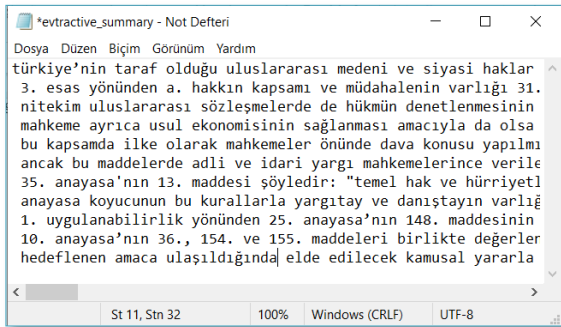 *evtractive_summary - Not Defteri
Dosya Düzen Biçim Görünüm Yardım
türkiye’nin taraf olduğu uluslararası medeni ve siyasi haklar
3. esas yönünden a. hakkın kapsamı ve müdahalenin varlığı 31.
nitekim uluslararası sözleşmelerde de hükmün denetlenmesinin
mahkeme ayrıca usul ekonomisinin sağlanması amacıyla da olsa
bu kapsamda ilke olarak mahkemeler önünde dava konusu yapılmı
ancak bu maddelerde adli ve idari yargı mahkemelerince verile
35. anayasa'nın 13. maddesi şöyledir: "temel hak ve hürriyetl
anayasa koyucunun bu kurallarla yargıtay ve danıştayın varlığ
1. uygulanabilirlik yönünden 25. anayasa’nın 148. maddesinin
10. anayasa’nın 36., 154. ve 155. maddeleri birlikte değerlen
hedeflenen amaca ulaşıldığında elde edilecek kamusal yararla
St 11, Stn 32 100% Windows (CRLF) UTF-8